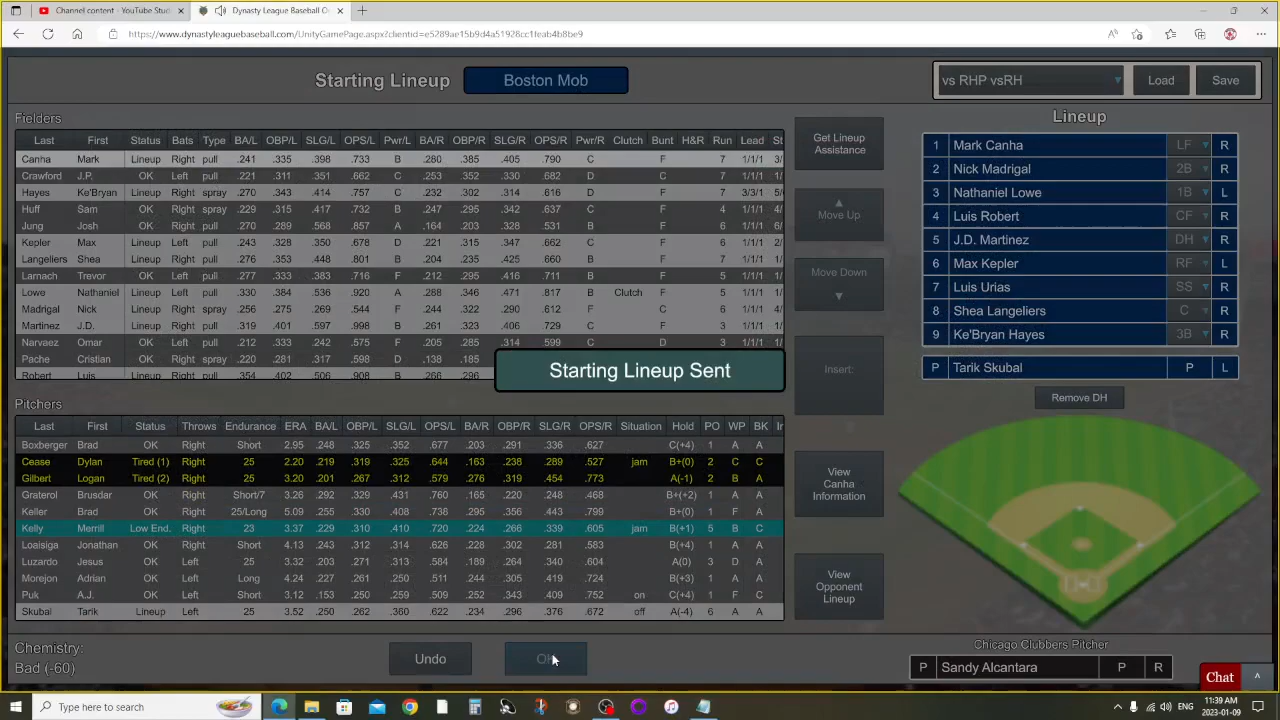 Channel content - YouTube Stud
Dynasty League Baseball O
https://www.dynastyleaguebaseball.com/UnityGamePage.aspx?clientid=e5289ae15b9d4a51928cc1feab4b8be9
Starting Lineup Boston Mob
vs RHP vsRH Load Save
Fielders
Last First Status Bats Type BA/L OBP/L SLG/L OPS/L Pwr/L BA/R OBP/R SLG/R OPS/R Pwr/R Clutch Bunt H&R Run Lead St
Canha Mark Lineup Right pull .241 .335 .398 .733 B .280 .385 .405 .790 C F 7 1/1/1 3/
Crawford J.P. OK Left pull .221 .311 .351 .662 C .253 .352 .330 .682 D C 7 1/1/1
Hayes Ke'Bryan Lineup Right spray .270 .343 .414 .757 C .232 .302 .314 .616 D F 7 3/3/1 5/
Huff Sam OK Right spray .229 .315 .417 .732 B .247 .295 .342 .637 C F 4 1/1/1
Jung Josh OK Right pull .270 .289 .568 .857 A .164 .203 .328 .531 B F 6 1/1/1
Kepler Max Lineup Left pull .243 .328 .350 .678 D .221 .315 .347 .662 C F 6 1/1/1
Langeliers Shea Lineup Right pull .276 .353 .448 .801 B .204 .235 .425 .660 B F 6 1/1/1
Larnach Trevor OK Left pull .277 .333 .383 .716 F .212 .295 .416 .711 B F 6 1/1/1
Lowe Nathaniel Lineup Left pull .330 .384 .536 .920 A .288 .346 .471 .817 B Clutch F 5 1/1/1
Madrigal Nick Lineup Right spray .256 .275 .269 .544 F .244 .322 .290 .612 F C 6 1/1/1
Martinez J.D. Lineup Right pull .319 .401 .597 .998 B .261 .323 .406 .729 C F 3 1/1/1
Narvaez Omar OK Left pull .212 .333 .242 .575 F .205 .285 .314 .599 C D 3 1/1/1
Pache Cristian OK Right pull .220 .281 .317 .598 D .138 .185
Robert Luis Lineup Right pull .354 .402 .506 .908 B .266 .296
Starting Lineup Sent
Pitchers
Last First Status Throws Endurance ERA BA/L OBP/L SLG/L OPS/L BA/R OBP/R SLG/R OPS/R Situation Hold PO WP BK In
Boxberger Brad OK Right Short 2.95 .248 .325 .352 .677 .203 .291 .336 .627 C(+4) 1 A A
Cease Dylan Tired (1) Right 25 2.20 .219 .319 .325 .644 .163 .238 .289 .527 jam B+(0) 2 C C
Gilbert Logan Tired (2) Right 25 3.20 .201 .267 .312 .579 .276 .319 .454 .773 A(-1) 2 B A
Graterol Brusdar OK Right Short/7 3.26 .292 .329 .431 .760 .165 .220 .248 .468 B+(+2) 1 A A
Keller Brad OK Right 25/Long 5.09 .255 .330 .408 .738 .295 .356 .443 .799 B+(0) 1 F A
Kelly Merrill Low End. Right 23 3.37 .229 .310 .410 .720 .224 .266 .339 .605 jam B(+1) 5 B C
Loaisiga Jonathan OK Right Short 4.13 .243 .312 .314 .626 .228 .302 .281 .583 B(+4) 1 A A
Luzardo Jesus OK Left 25 3.32 .203 .271 .313 .584 .189 .264 .340 .604 A(0) 3 D A
Morejon Adrian OK Left Long 4.24 .227 .261 .250 .511 .244 .305 .419 .724 B(+3) 1 A A
Puk A.J. OK Left Short 3.12 .153 .250 .259 .509 .252 .343 .409 .752 on C(+4) 1 F C
Skubal Tarik Lineup Left 25 3.52 .250 .262 .360 .622 .234 .296 .376 .672 off A(-4) 6 A A
Get Lineup
Assistance
Move Up
Move Down
Insert:
View
Canha
Information
View
Opponent
Lineup
Lineup
1 Mark Canha LF R
2 Nick Madrigal 2B R
3 Nathaniel Lowe 1B L
4 Luis Robert CF R
5 J.D. Martinez DH R
6 Max Kepler RF L
7 Luis Urias SS R
8 Shea Langeliers C R
9 Ke'Bryan Hayes 3B R
P Tarik Skubal P L
Remove DH
Chemistry:
Bad (-60)
Undo
Chicago Clubbers Pitcher
P Sandy Alcantara P R
Chat
Type here to search
ENG
11:39 AM
2023-01-09